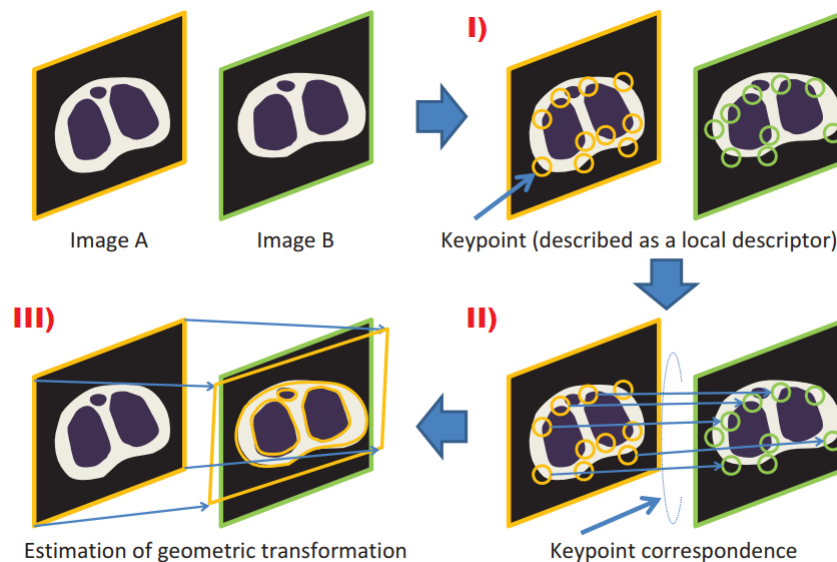 I)
Image A
Image B
Keypoint (described as a local descriptor)
III)
II)
Estimation of geometric transformation
Keypoint correspondence